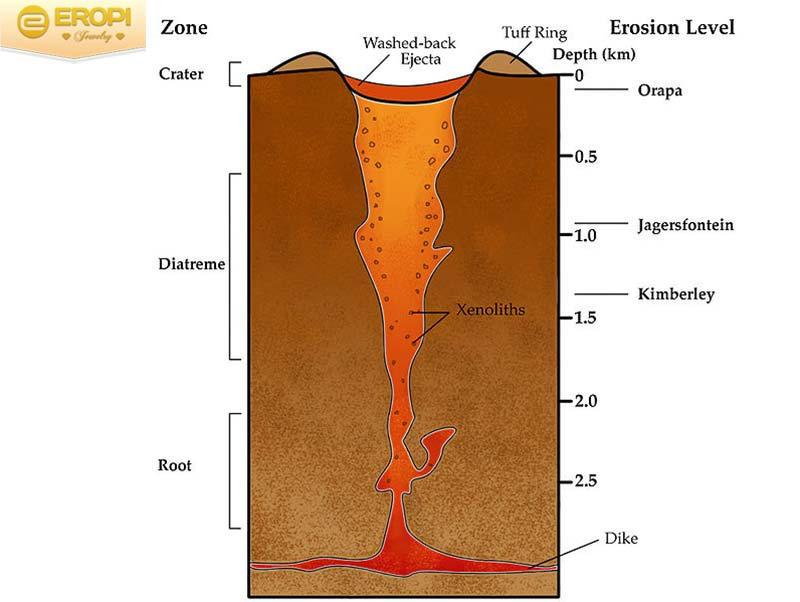 EROPI
Jewelry
Zone
Erosion Level
Washed-back
Ejecta
Tuff Ring
Depth (km)
Crater
0
Orapa
0.5
Jagersfontein
1.0
Diatreme
Kimberley
Xenoliths
1.5
2.0
Root
2.5
Dike